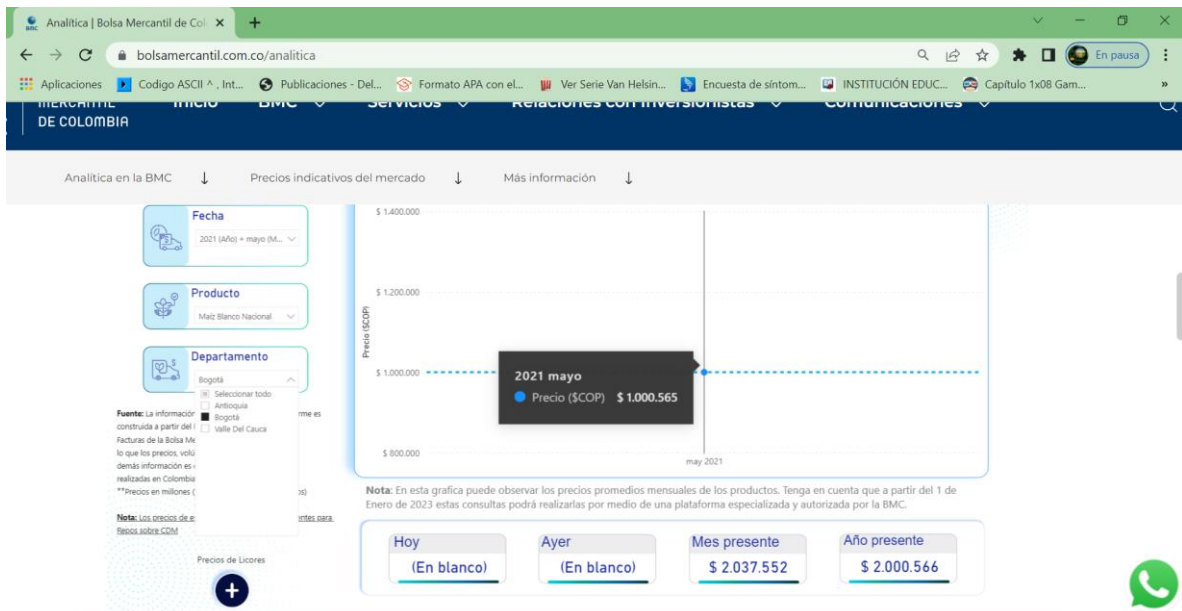 Analítica | Bolsa Mercantil de Col
bolsamercantil.com.co/analitica
En pausa
Aplicaciones
Codigo ASCII ^ , Int...
Publicaciones - Del...
Formato APA con el...
Ver Serie Van Helsin...
Encuesta de síntom...
INSTITUCIÓN EDUC...
Capítulo 1x08 Gam...
»
MERCANTIL
DE COLOMBIA
Inicio
BMC
Servicios
Relaciones con inversionistas
Comunicaciones
Analítica en la BMC ↓
Precios indicativos del mercado ↓
Más información ↓
Fecha
2021 (Año) + mayo (M...
Producto
Maíz Blanco Nacional
Departamento
Bogotá
Seleccionar todo
Antioquia
Bogotá
Valle Del Cauca
Fuente: La información
rme es
construida a partir del
Facturas de la Bolsa Me
lo que los precios, volú
demás información es
realizadas en Colombia
**Precios en millones (
os)
Nota: Los precios de e
entes para
Repos sobre CDM
Precios de Licores
+
$ 1.400.000
$ 1.200.000
$ 1.000.000
$ 800.000
Precio ($COP)
2021 mayo
Precio ($COP) $ 1.000.565
may 2021
Nota: En esta grafica puede observar los precios promedios mensuales de los productos. Tenga en cuenta que a partir del 1 de
Enero de 2023 estas consultas podrá realizarlas por medio de una plataforma especializada y autorizada por la BMC.
Hoy
(En blanco)
Ayer
(En blanco)
Mes presente
$ 2.037.552
Año presente
$ 2.000.566